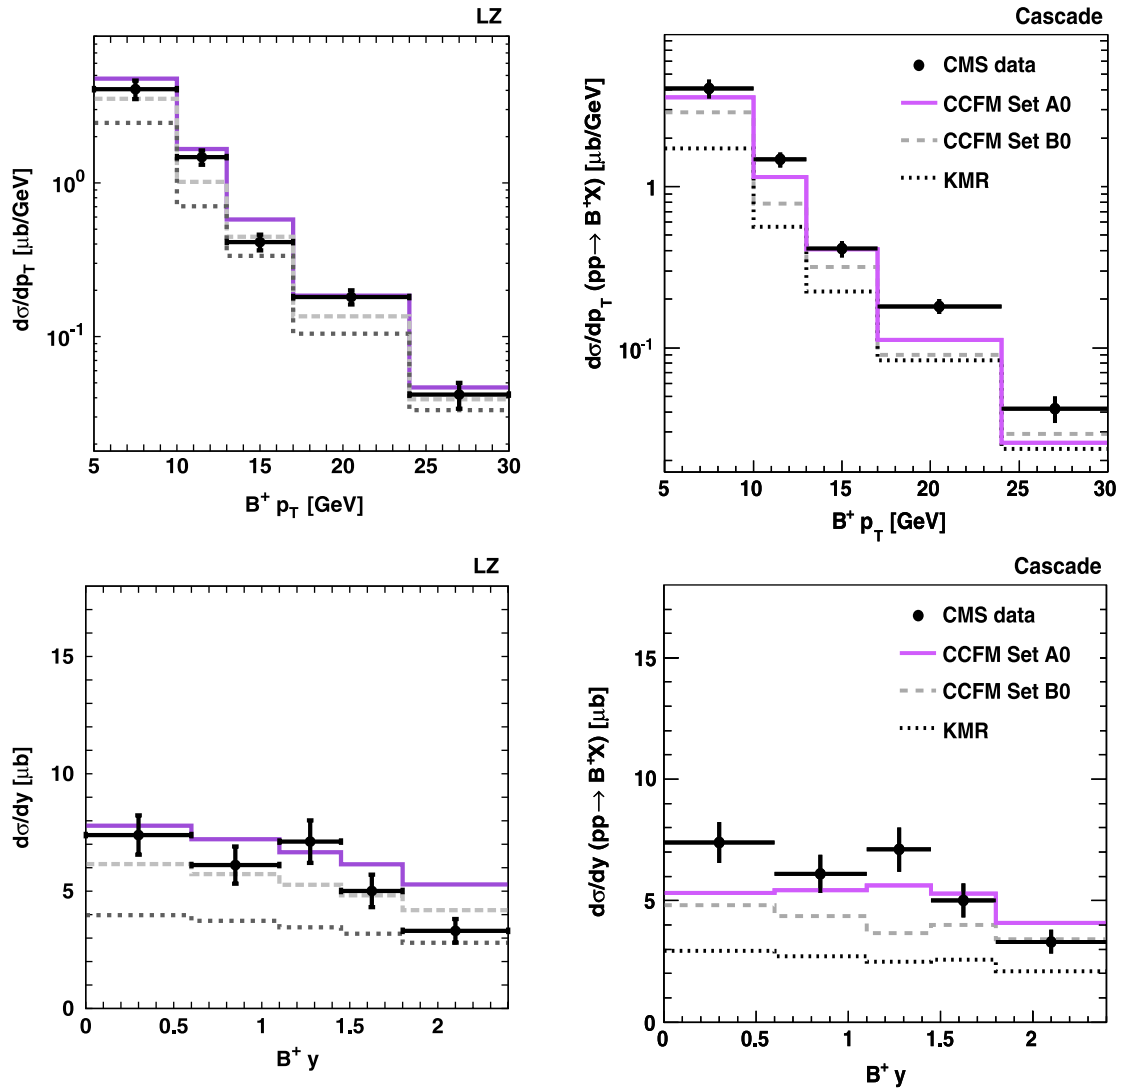 LZ
dσ/dp_T [μb/GeV]
10^0
10^-1
5 10 15 20 25 30
B^+ p_T [GeV]
Cascade
dσ/dp_T (pp→ B^+X) [μb/GeV]
CMS data
CCFM Set A0
CCFM Set B0
KMR
1
10^-1
5 10 15 20 25 30
B^+ p_T [GeV]
LZ
dσ/dy [μb]
15
10
5
0
0 0.5 1 1.5 2
B^+ y
Cascade
dσ/dy (pp→ B^+X) [μb]
CMS data
CCFM Set A0
CCFM Set B0
KMR
15
10
5
0
0 0.5 1 1.5 2
B^+ y